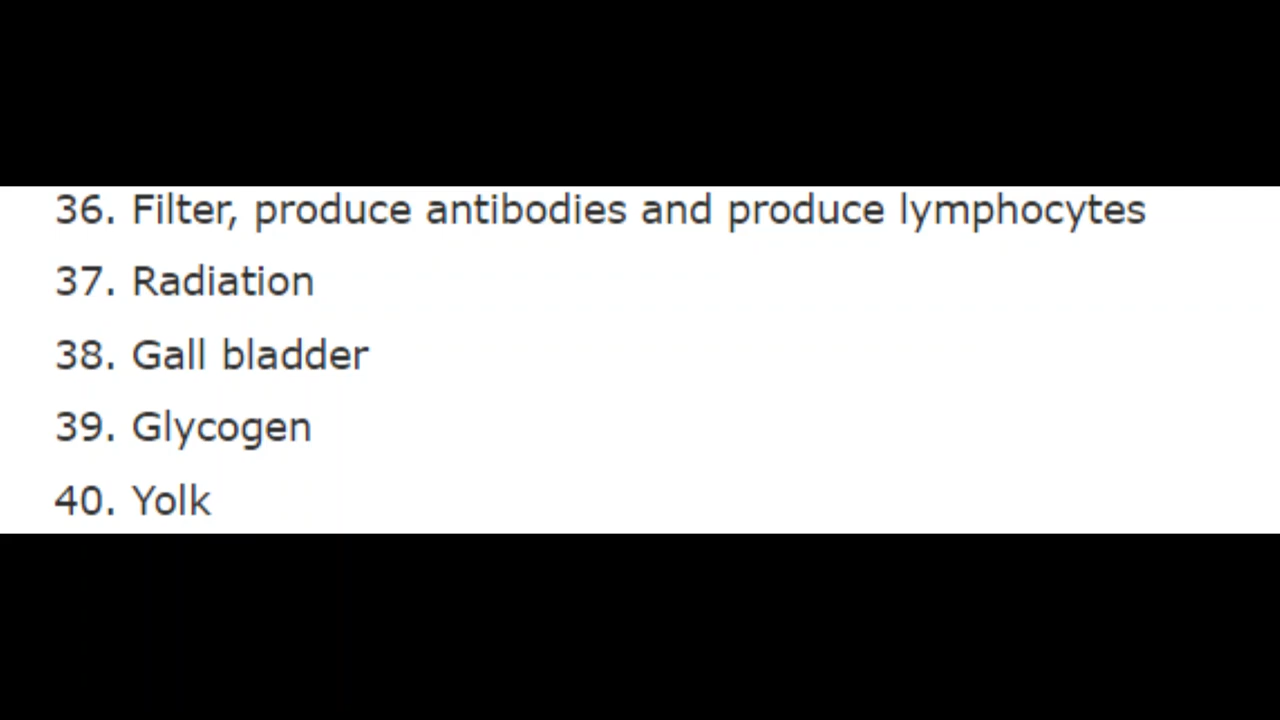 36. Filter, produce antibodies and produce lymphocytes
37. Radiation
38. Gall bladder
39. Glycogen
40. Yolk